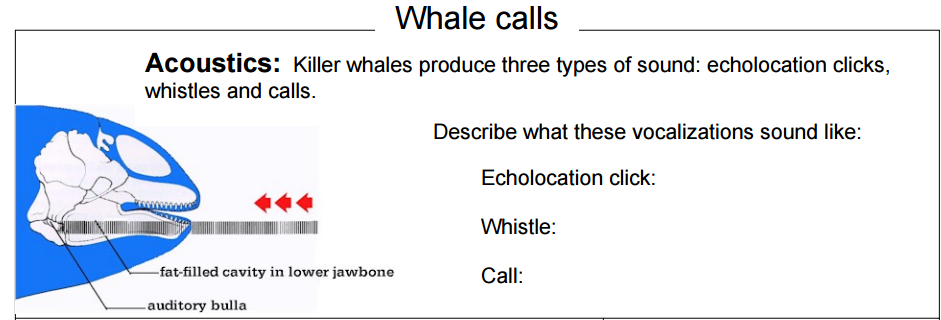 Whale calls
Acoustics: Killer whales produce three types of sound: echolocation clicks,
whistles and calls.
Describe what these vocalizations sound like:
Echolocation click:
Whistle:
Call:
fat-filled cavity in lower jawbone
auditory bulla